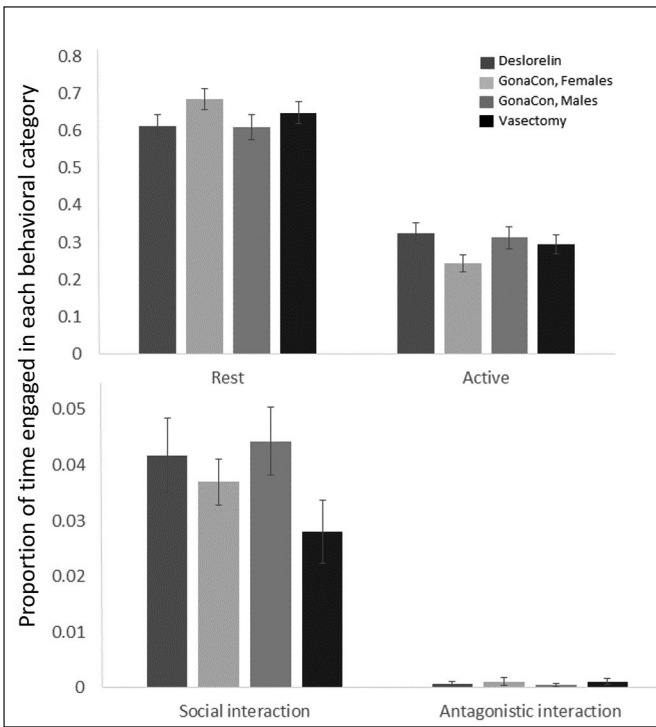 Proportion of time engaged in each behavioral category
0.8
0.7
0.6
0.5
0.4
0.3
0.2
0.1
0
Deslorelin
GonaCon, Females
GonaCon, Males
Vasectomy
Rest
Active
0.05
0.04
0.03
0.02
0.01
0
Social interaction
Antagonistic interaction